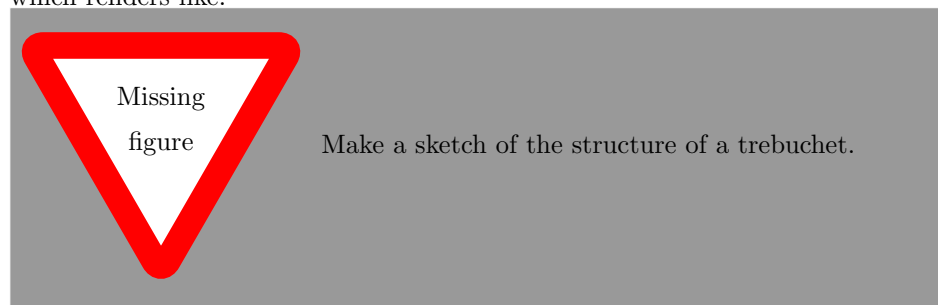 which renders like:
Missing
figure
Make a sketch of the structure of a trebuchet.